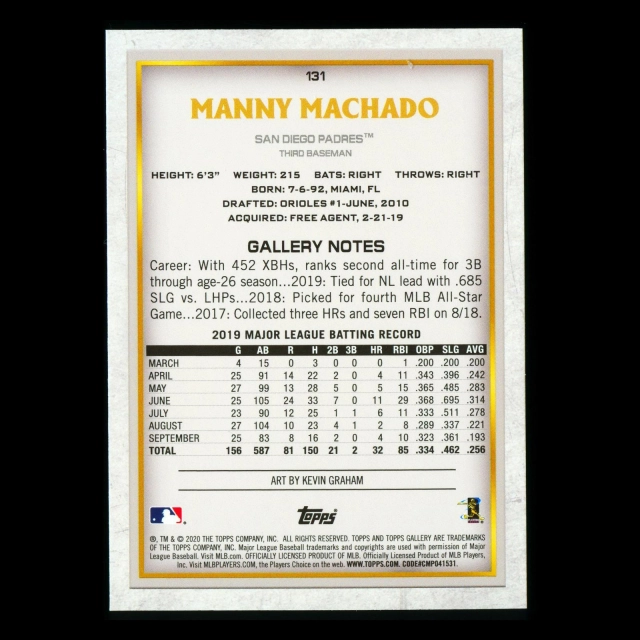 131
MANNY MACHADO
SAN DIEGO PADRES™
THIRD BASEMAN
HEIGHT: 6'3" WEIGHT: 215 BATS: RIGHT THROWS: RIGHT
BORN: 7-6-92, MIAMI, FL
DRAFTED: ORIOLES #1-JUNE, 2010
ACQUIRED: FREE AGENT, 2-21-19
GALLERY NOTES
Career: With 452 XBHs, ranks second all-time for 3B
through age-26 season...2019: Tied for NL lead with .685
SLG vs. LHPs...2018: Picked for fourth MLB All-Star
Game...2017: Collected three HRs and seven RBI on 8/18.
2019 MAJOR LEAGUE BATTING RECORD
G AB R H 2B 3B HR RBI OBP SLG AVG
MARCH 4 15 0 3 0 0 0 1 .200 .200 .200
APRIL 25 91 14 22 2 0 4 11 .343 .396 .242
MAY 27 99 13 28 5 0 5 15 .365 .485 .283
JUNE 25 105 24 33 7 0 11 29 .368 .695 .314
JULY 23 90 12 25 1 1 6 11 .333 .511 .278
AUGUST 27 104 10 23 4 1 2 8 .289 .337 .221
SEPTEMBER 25 83 8 16 2 0 4 10 .323 .361 .193
TOTAL 156 587 81 150 21 2 32 85 .334 .462 .256
ART BY KEVIN GRAHAM
Topps®
®, TM & © 2020 THE TOPPS COMPANY, INC. ALL RIGHTS RESERVED. TOPPS AND TOPPS GALLERY ARE TRADEMARKS
OF THE TOPPS COMPANY, INC. Major League Baseball trademarks and copyrights are used with permission of Major
League Baseball. Visit MLB.com. OFFICIALLY LICENSED PRODUCT OF MLB. Officially Licensed Product of MLB Players,
Inc. Visit MLBPLAYERS.com, the Players Choice on the web. WWW.TOPPS.COM. CODE#CMP041531.